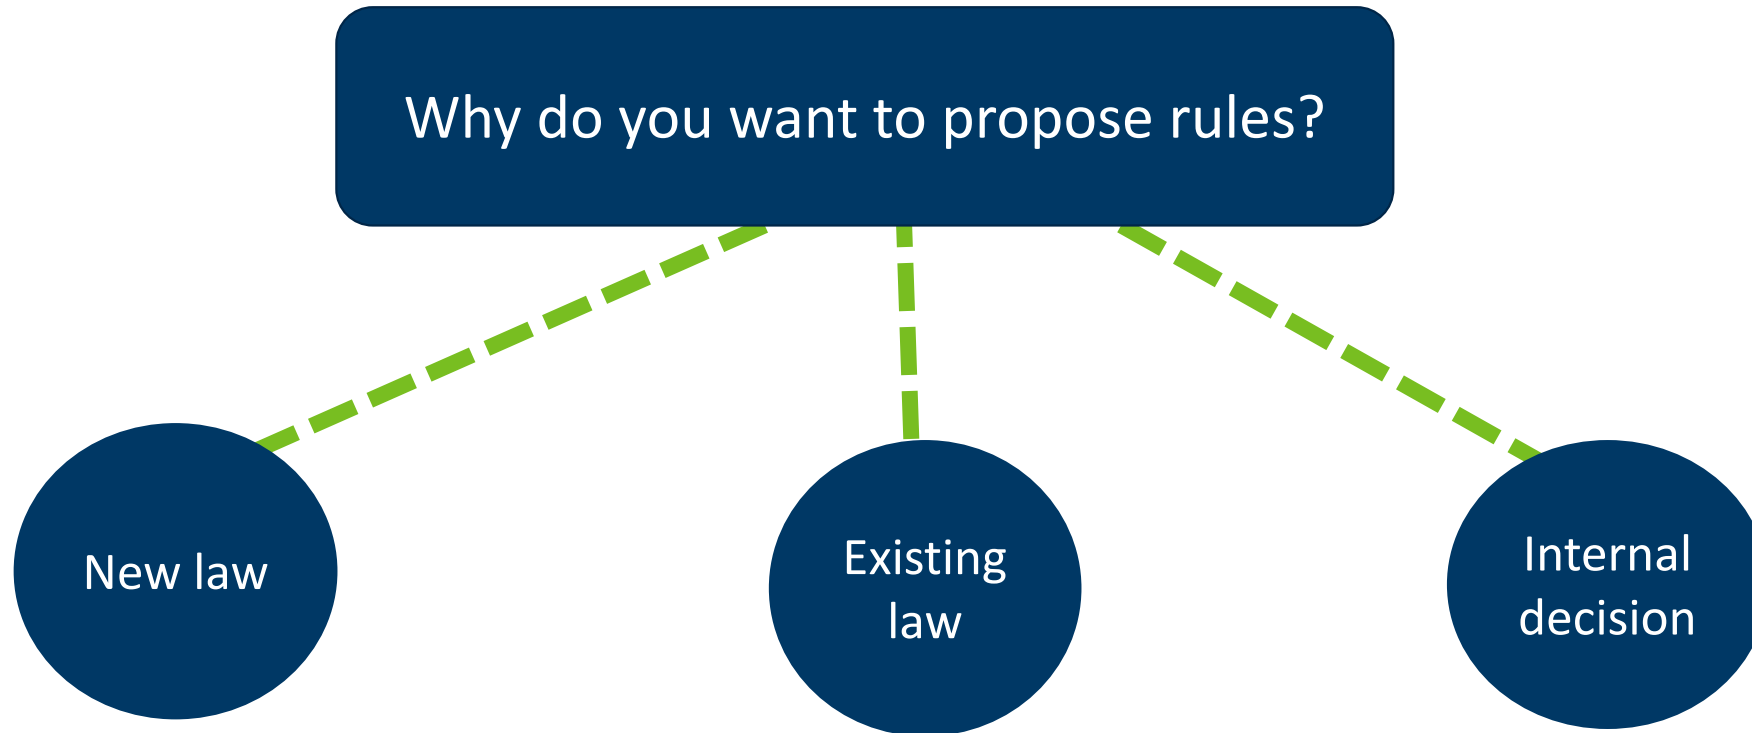 Why do you want to propose rules?
New law
Existing
law
Internal
decision